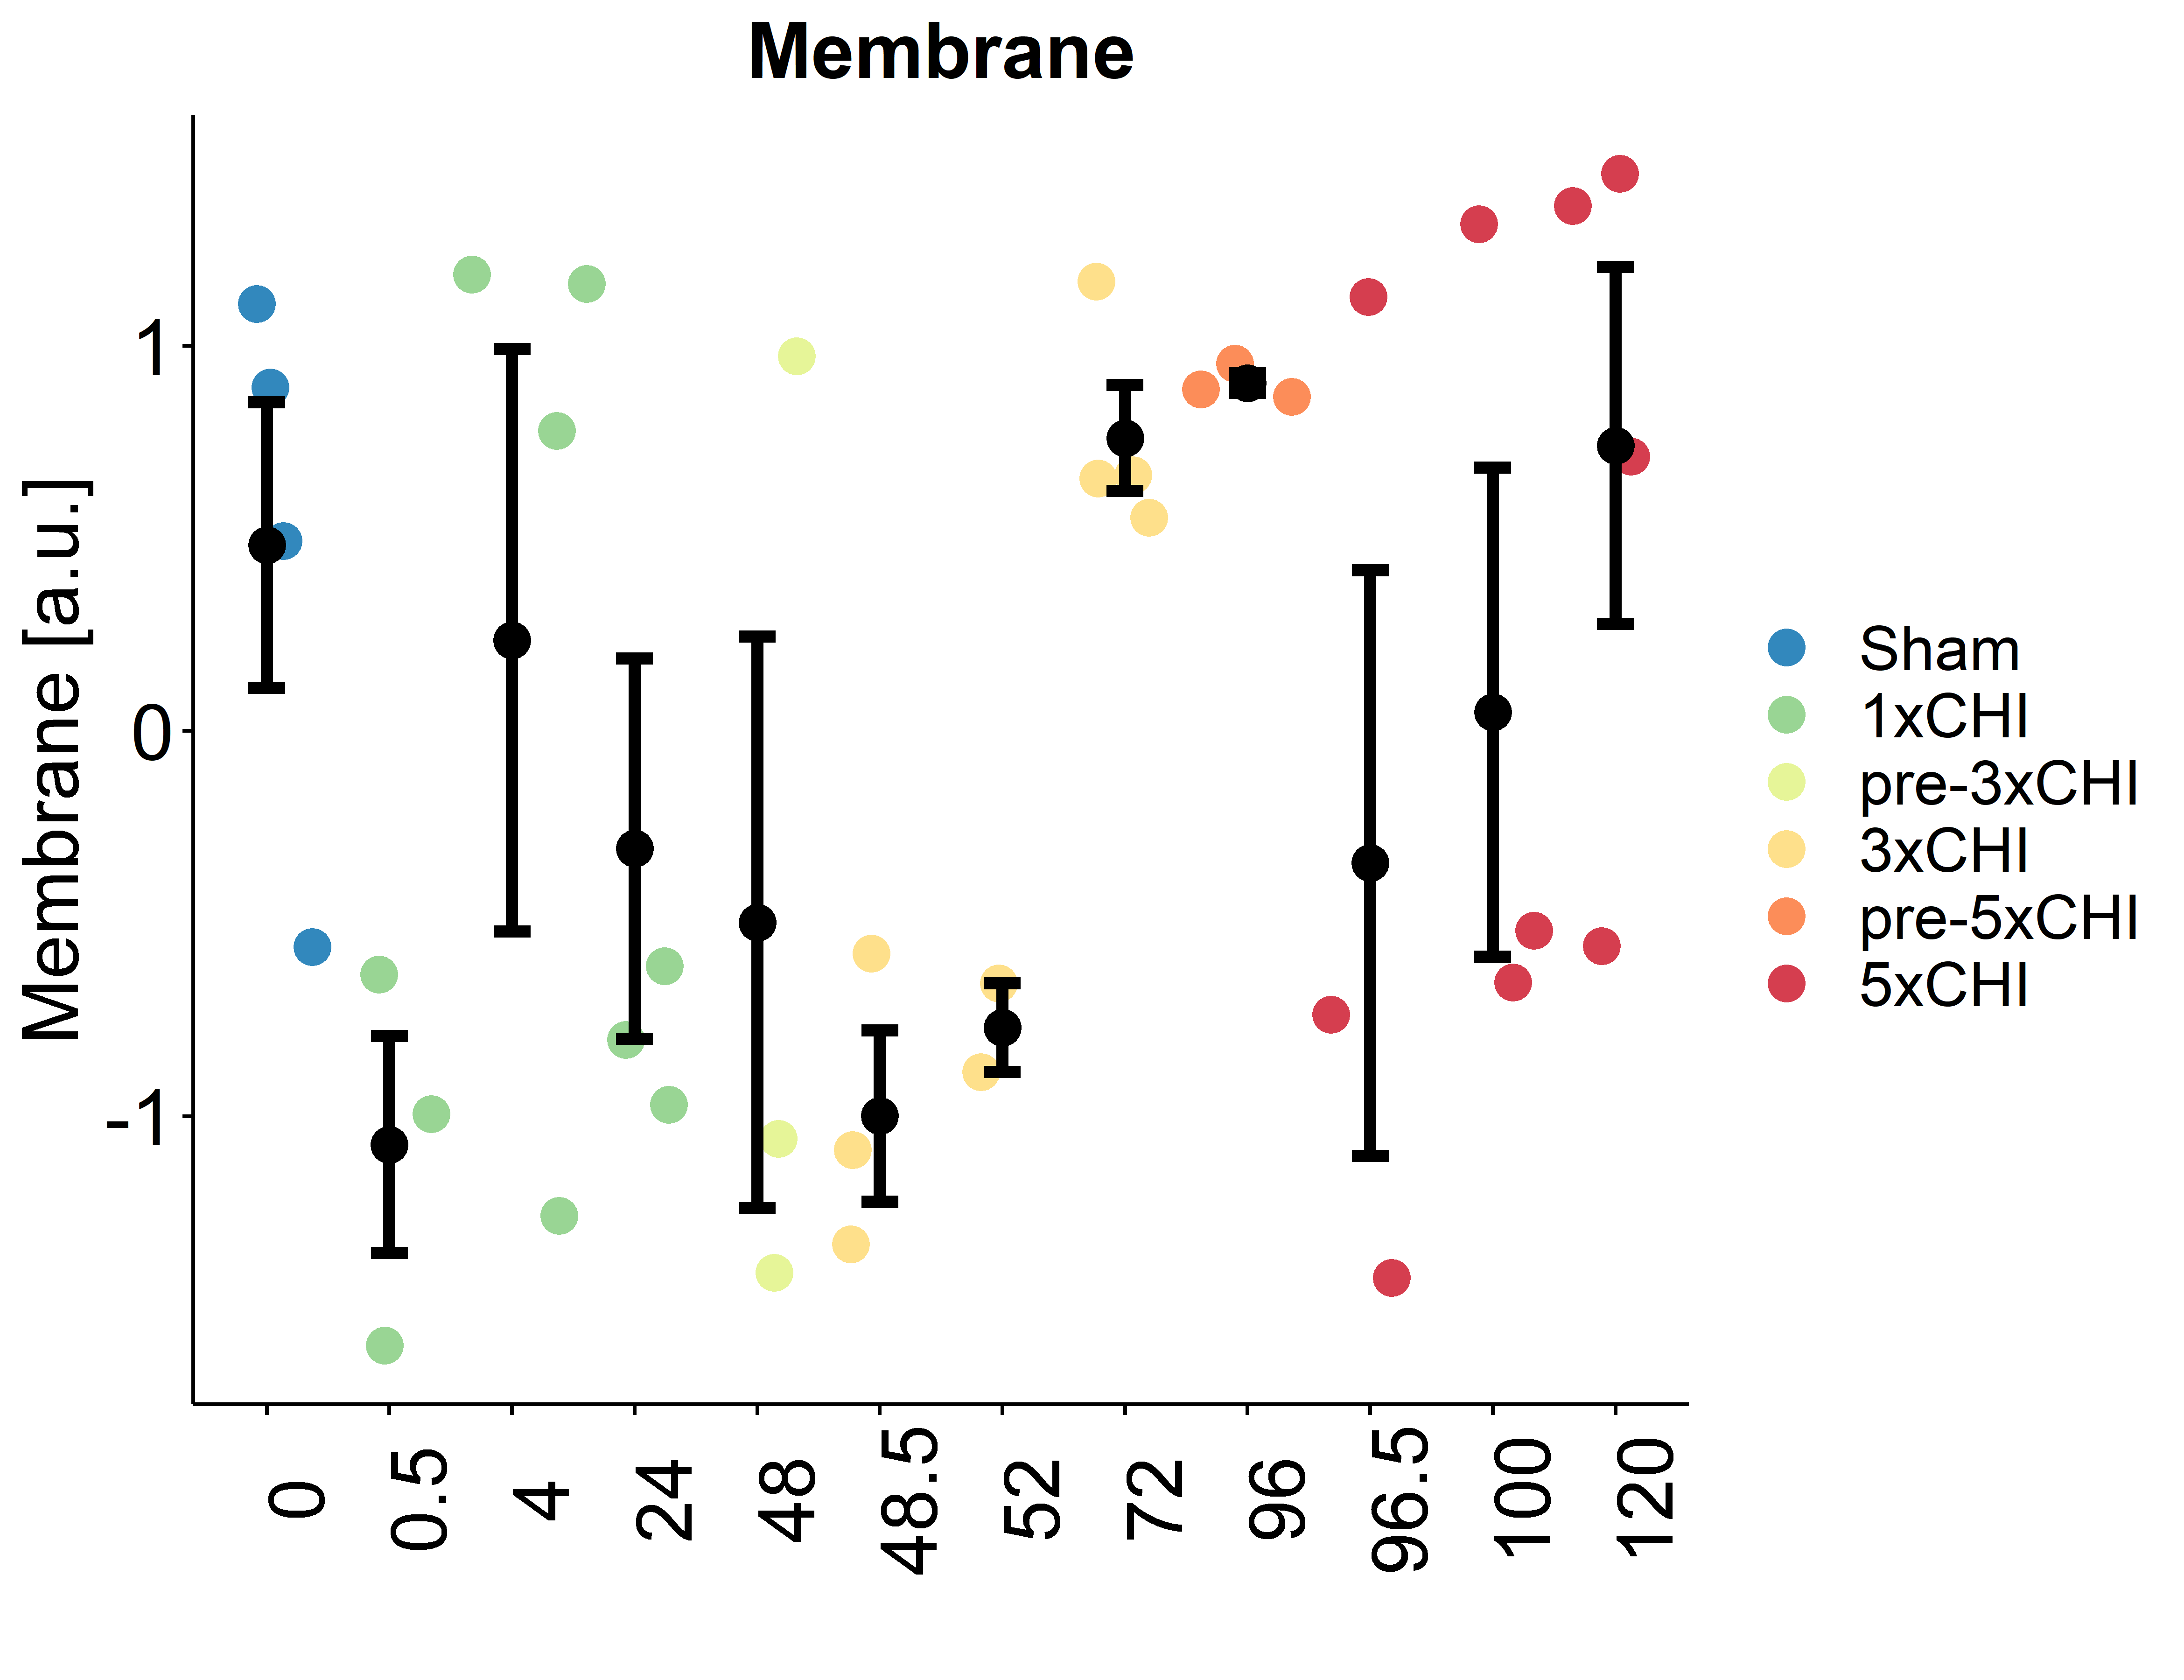 Membrane
Membrane [a.u.]
1
0
-1
0
0.5
4
24
48
48.5
52
72
96
96.5
100
120
Sham
1xCHI
pre-3xCHI
3xCHI
pre-5xCHI
5xCHI